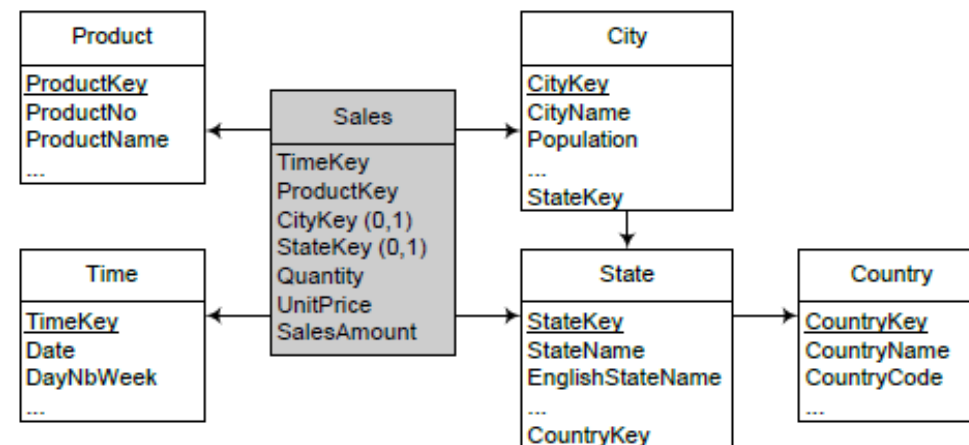 Product
ProductKey
ProductNo
ProductName
...
Sales
TimeKey
ProductKey
CityKey (0,1)
StateKey (0,1)
Quantity
UnitPrice
SalesAmount
City
CityKey
CityName
Population
...
StateKey
Time
TimeKey
Date
DayNbWeek
...
State
StateKey
StateName
EnglishStateName
...
CountryKey
Country
CountryKey
CountryName
CountryCode
...